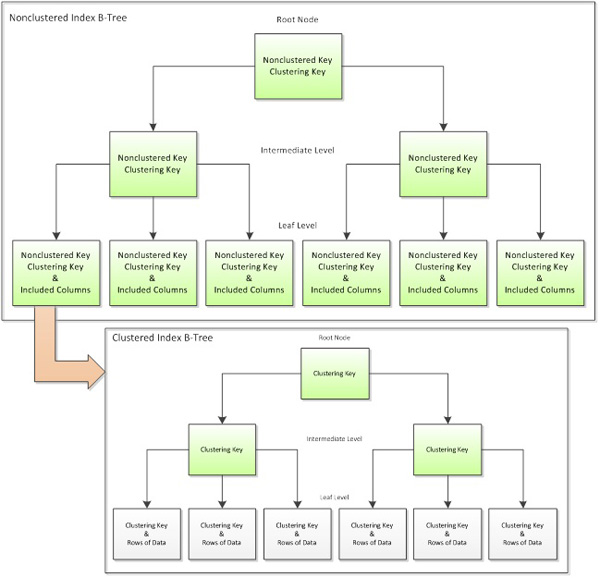 Nonclustered Index B-Tree
Root Node
Nonclustered Key
Clustering Key
Intermediate Level
Nonclustered Key
Clustering Key
Nonclustered Key
Clustering Key
Leaf Level
Nonclustered Key
Clustering Key
&
Included Columns
Nonclustered Key
Clustering Key
&
Included Columns
Nonclustered Key
Clustering Key
&
Included Columns
Nonclustered Key
Clustering Key
&
Included Columns
Nonclustered Key
Clustering Key
&
Included Columns
Nonclustered Key
Clustering Key
&
Included Columns
Clustered Index B-Tree
Root Node
Clustering Key
Intermediate Level
Clustering Key
Clustering Key
Leaf Level
Clustering Key
&
Rows of Data
Clustering Key
&
Rows of Data
Clustering Key
&
Rows of Data
Clustering Key
&
Rows of Data
Clustering Key
&
Rows of Data
Clustering Key
&
Rows of Data